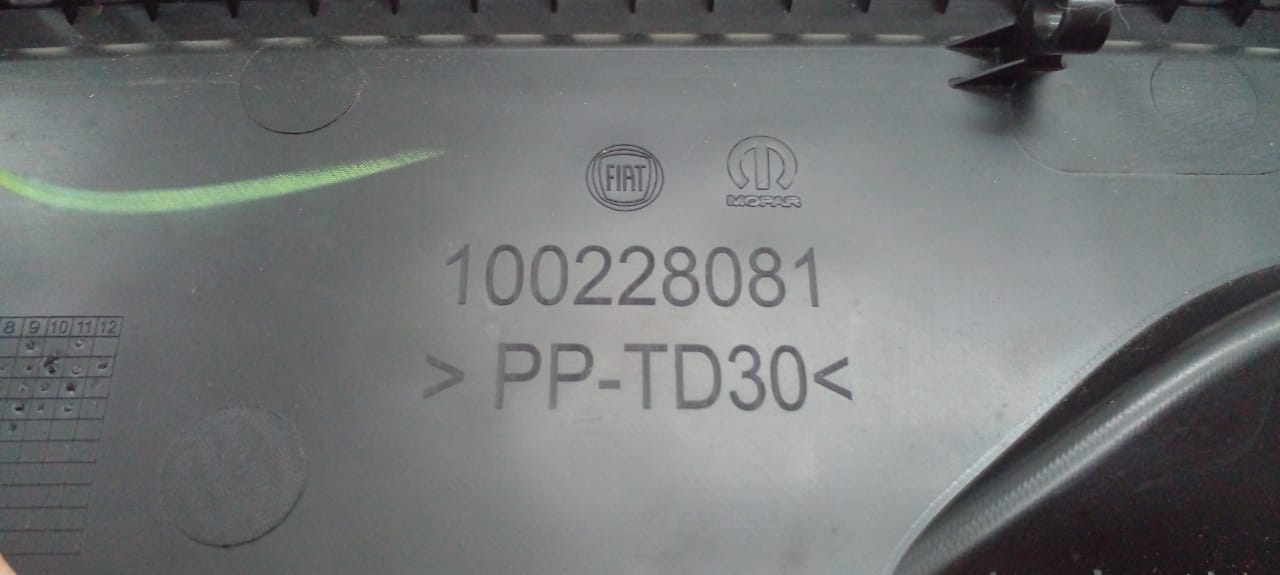 FIAT
MOPAR
100228081
> PP-TD30<
8 9 10 11 12